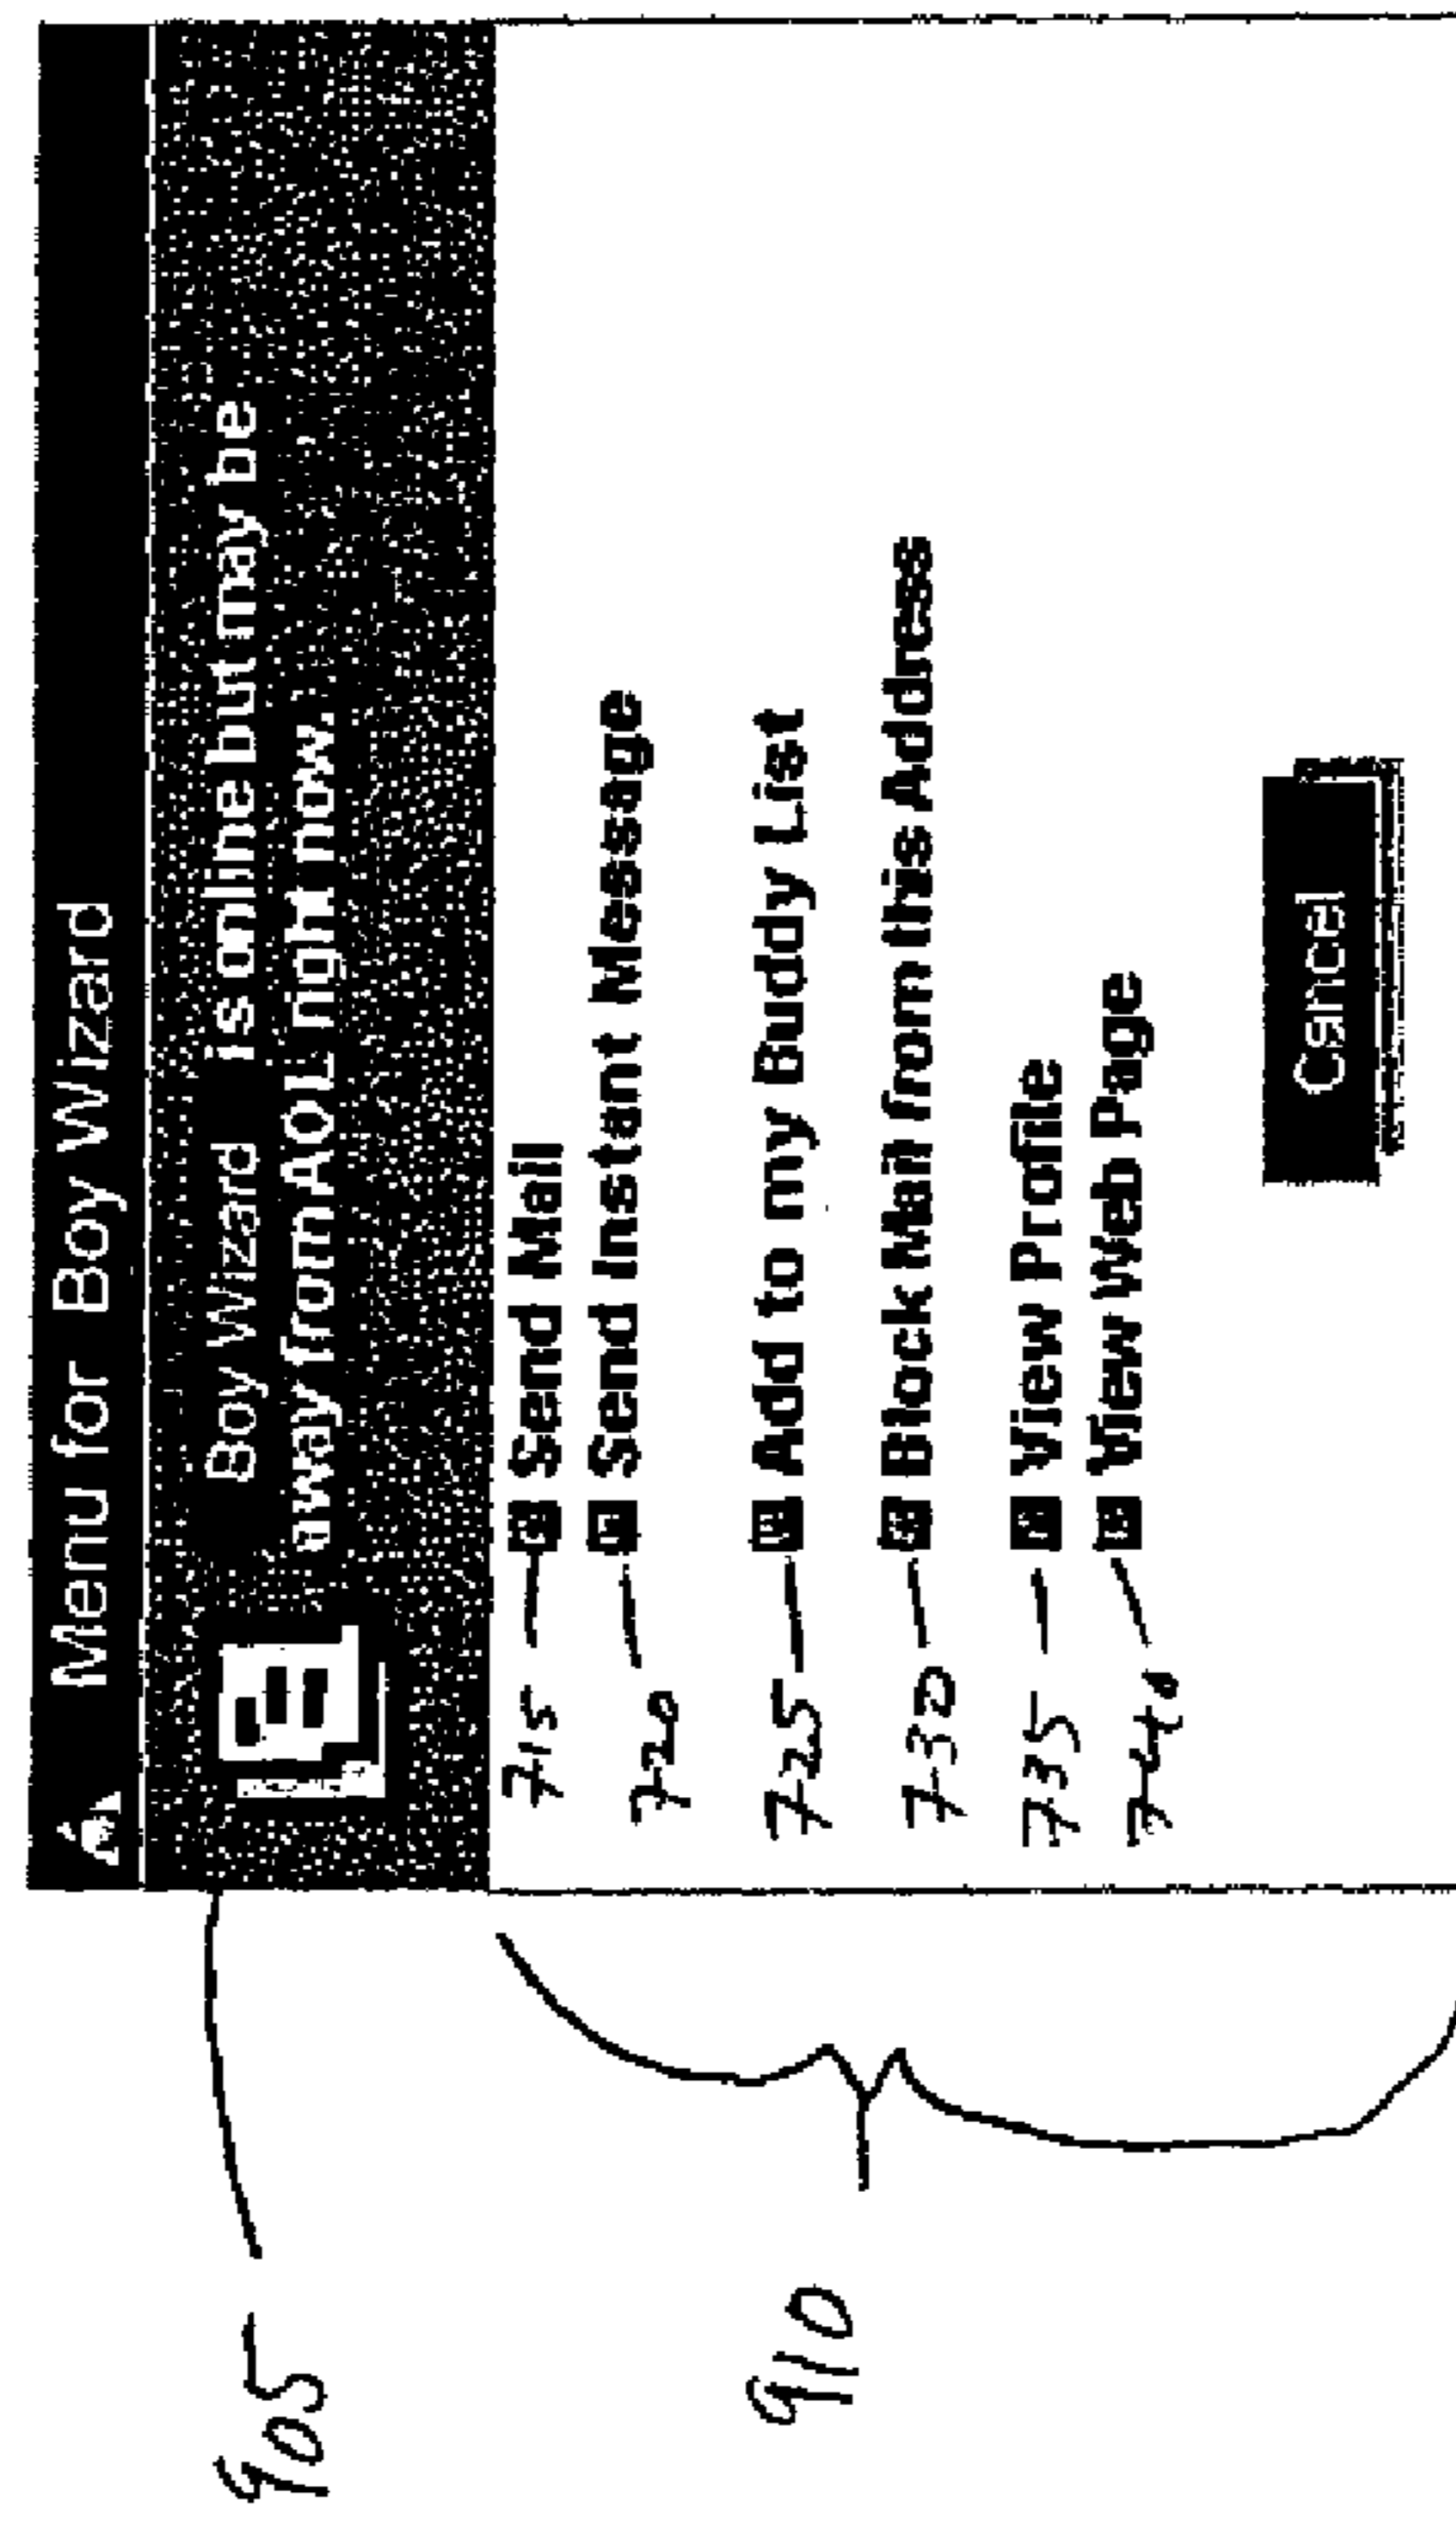 Menu for Boy Wizard
Boy Wizard is online but may be
away from AOL right now
905
715 Send Mail
720 Send Instant Message
725 Add to my Buddy List
910
730 Block Mail from this Address
735 View Profile
740 View Web Page
Cancel